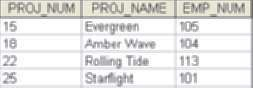 PROJ_NUM PROJ_NAME EMP_NUM
15 Evergreen 105
18 Amber Wave 104
22 Rolling Tide 113
25 Starflight 101